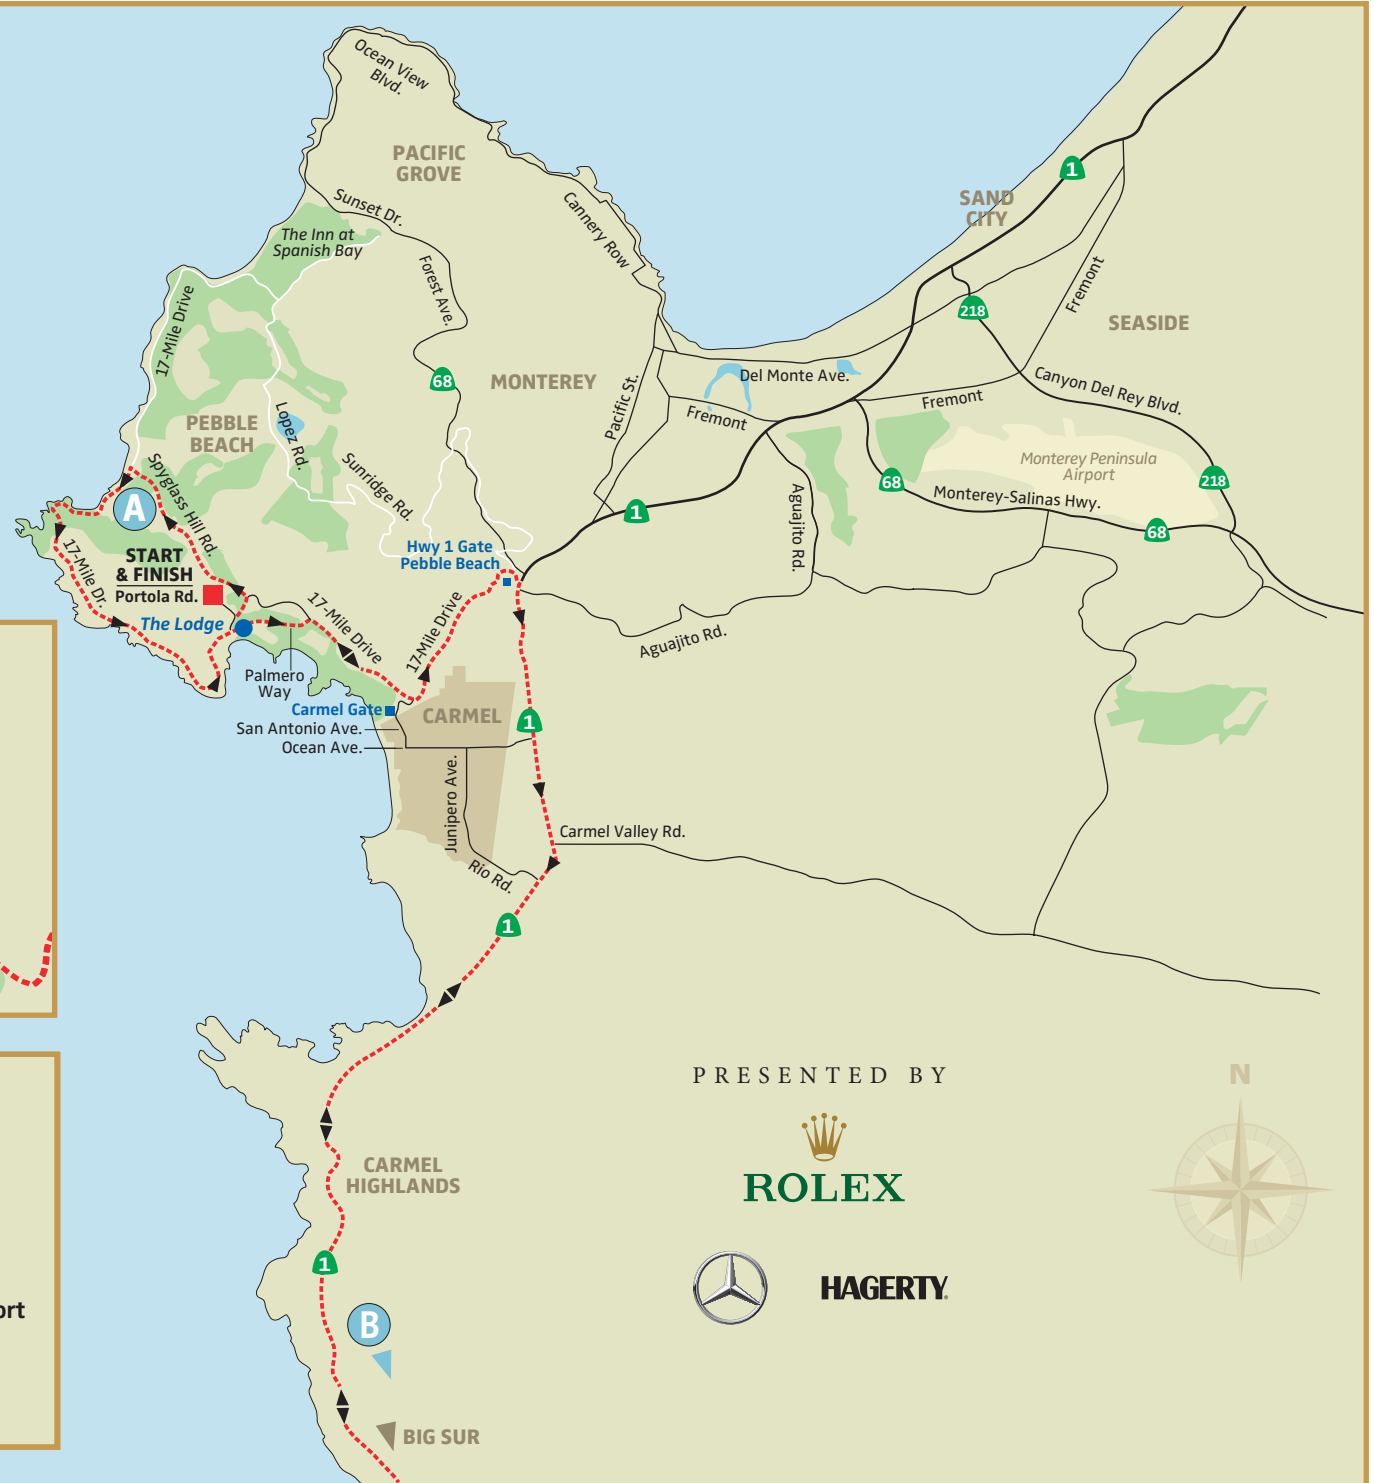 Ocean View
Blvd.
PACIFIC
GROVE
1
SAND
CITY
Sunset Dr.
Cannery Row
The Inn at
Spanish Bay
Forest Ave.
Fremont
218
SEASIDE
17-Mile Drive
68
MONTEREY
Pacific St.
Del Monte Ave.
Canyon Del Rey Blvd.
Fremont
Fremont
PEBBLE
BEACH
Lopez Rd.
Sunridge Rd.
Spyglass Hill Rd.
Monterey Peninsula
Airport
68
218
Monterey-Salinas Hwy.
68
A
1
Aguajito Rd.
17-Mile Dr.
START
& FINISH
Portola Rd.
The Lodge
Hwy 1 Gate
Pebble Beach
17-Mile Drive
17-Mile Drive
Aguajito Rd.
Palmero
Way
Carmel Gate
San Antonio Ave.
Ocean Ave.
CARMEL
1
Junipero Ave.
Carmel Valley Rd.
Rio Rd.
1
PRESENTED BY
ROLEX
N
CARMEL
HIGHLANDS
1
HAGERTY
B
ort
BIG SUR